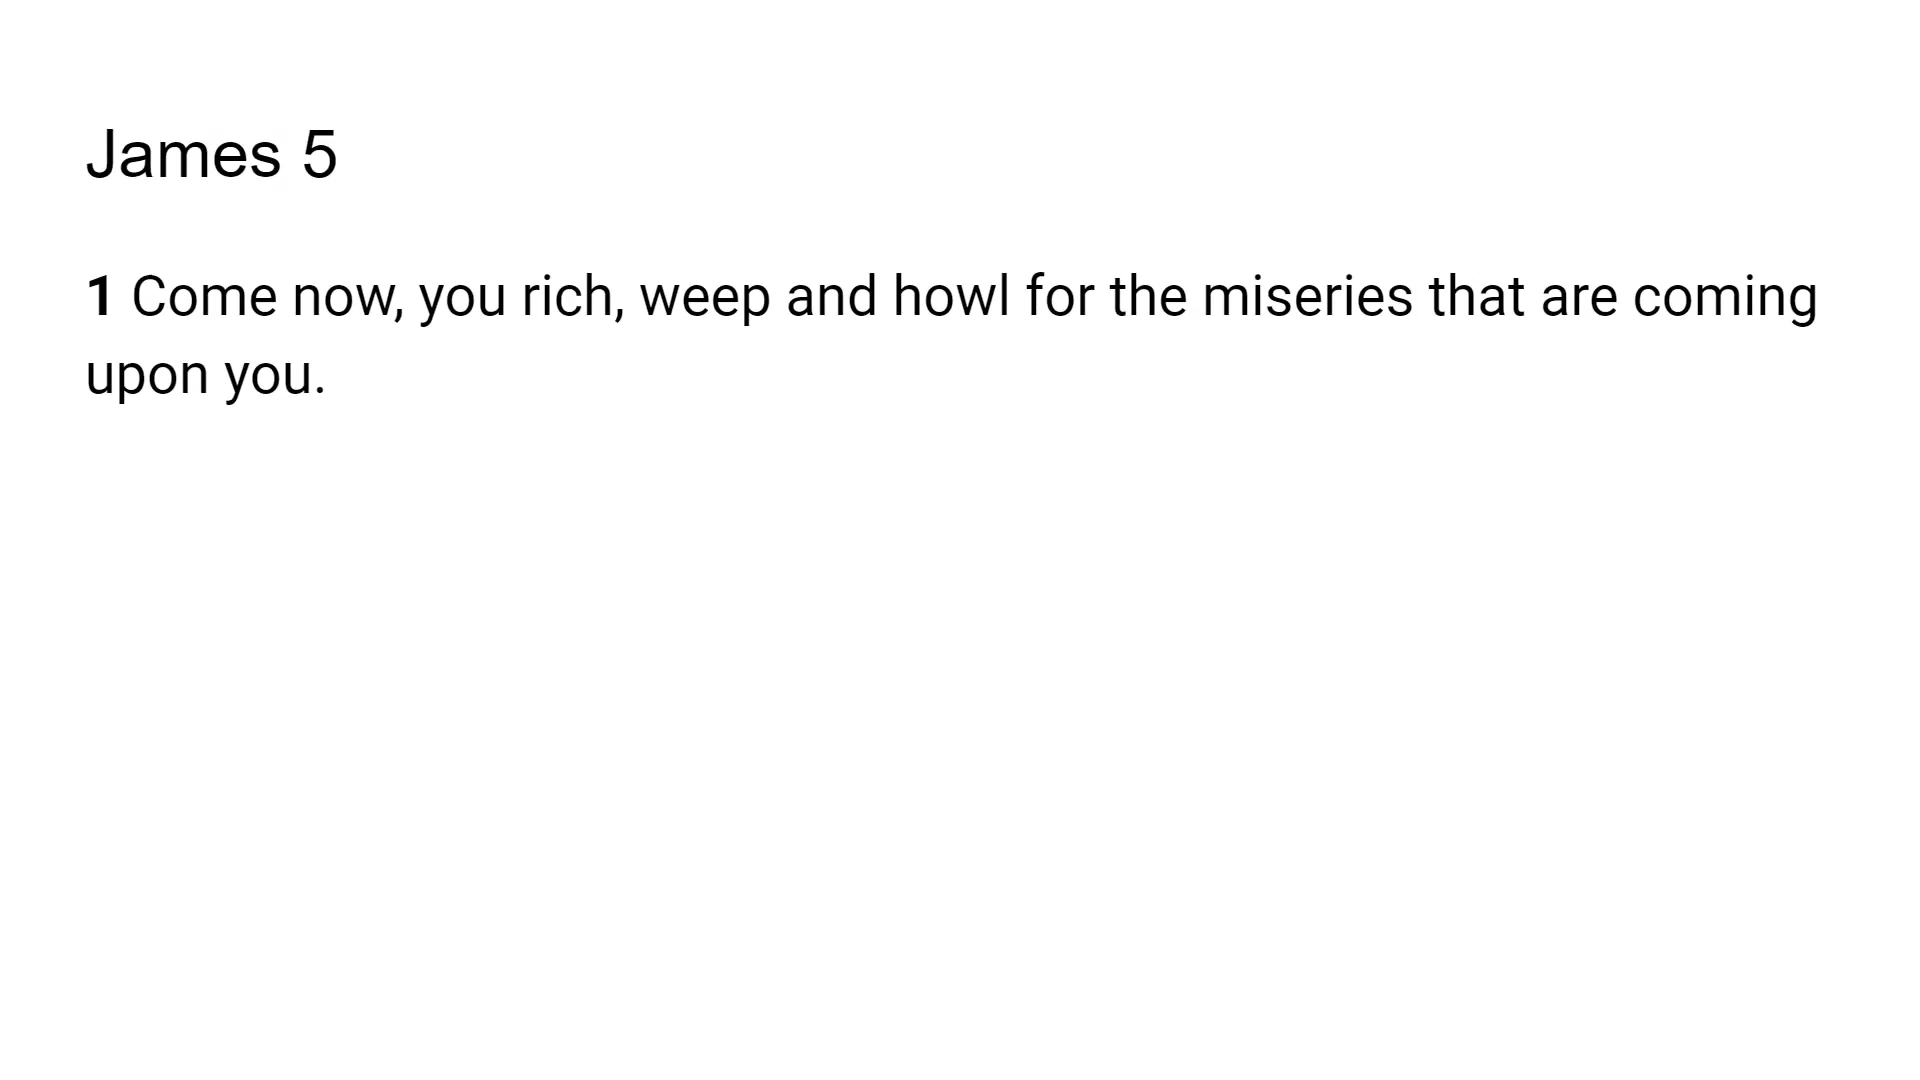 James 5
1 Come now, you rich, weep and howl for the miseries that are coming
upon you.